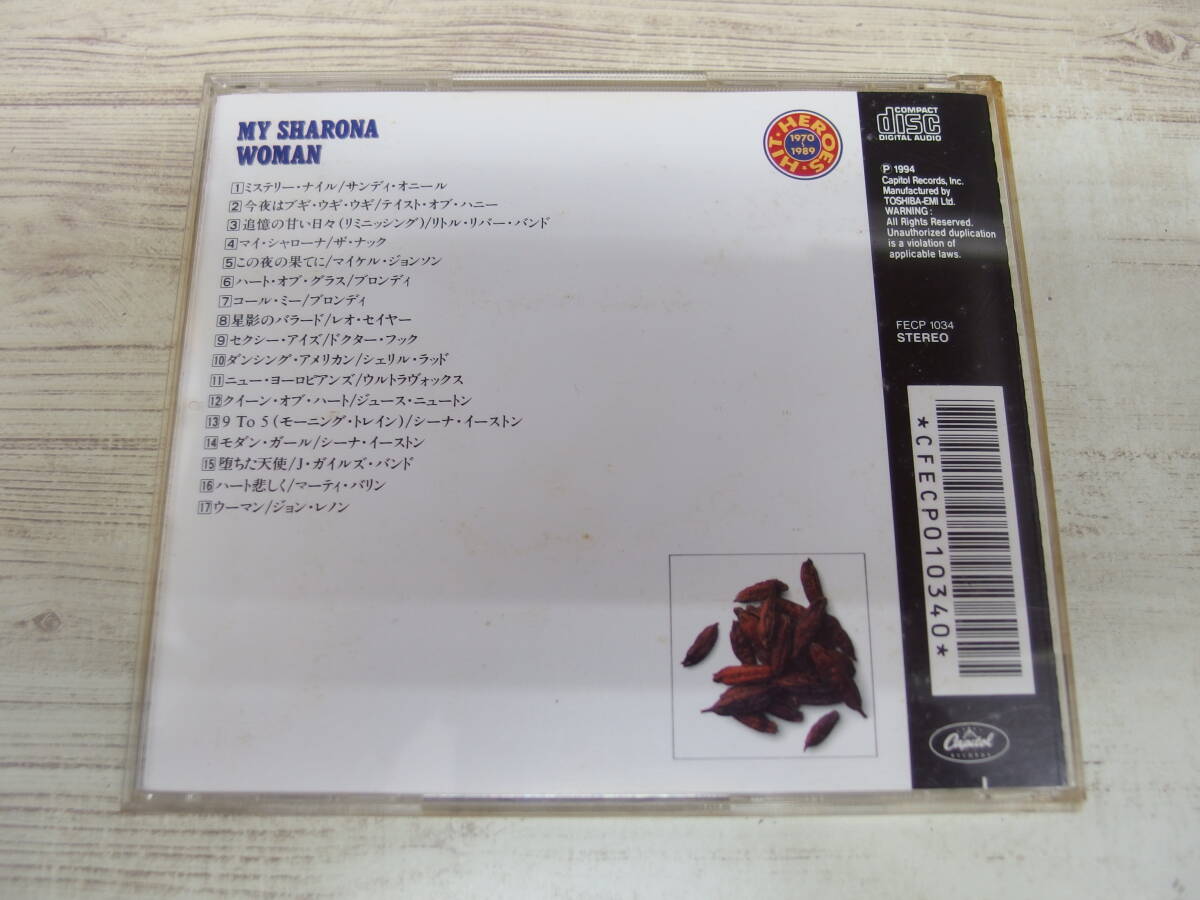 MY SHARONA
WOMAN
1 ミステリー・ナイル/サンディ・オニール
2 今夜はブギ・ウギ・ウギ/テイスト・オブ・ハニー
3 追憶の甘い日々(リミニッシング)/リトル・リバー・バンド
4 マイ・シャローナ/ザ・ナック
5 この夜の果てに/マイケル・ジョンソン
6 ハート・オブ・グラス/ブロンディ
7 コール・ミー/ブロンディ
8 星影のバラード/レオ・セイヤー
9 セクシー・アイズ/ドクター・フック
10 ダンシング・アメリカン/シェリル・ラッド
11 ニュー・ヨーロピアンズ/ウルトラヴォックス
12 クイーン・オブ・ハート/ジュース・ニュートン
13 9 To 5(モーニング・トレイン)/シーナ・イーストン
14 モダン・ガール/シーナ・イーストン
15 堕ちた天使/J・ガイルズ・バンド
16 ハート悲しく/マーティ・バリン
17 ウーマン/ジョン・レノン
HIT・HEROES・
1970
~
1989
COMPACT
disc
DIGITAL AUDIO
Ⓟ 1994
Capitol Records, Inc.
Manufactured by
TOSHIBA-EMI Ltd.
WARNING:
All Rights Reserved.
Unauthorized duplication
is a violation of
applicable laws.
FECP 1034
STEREO
*CFECP010340*
Capitol
RECORDS